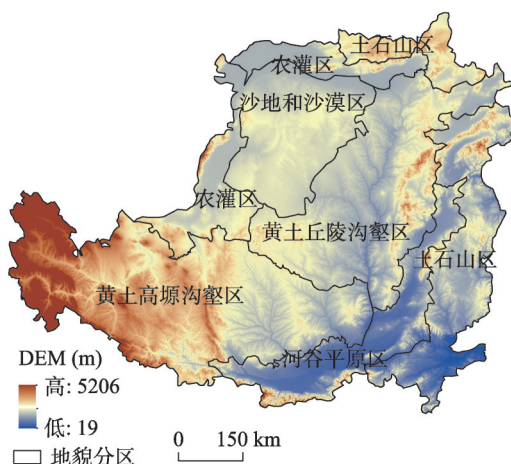 土石山区
农灌区
沙地和沙漠区
农灌区
黄土丘陵沟壑区
土石山区
黄土高塬沟壑区
河谷平原区
DEM (m)
高: 5206
低: 19
地貌分区
0 150 km